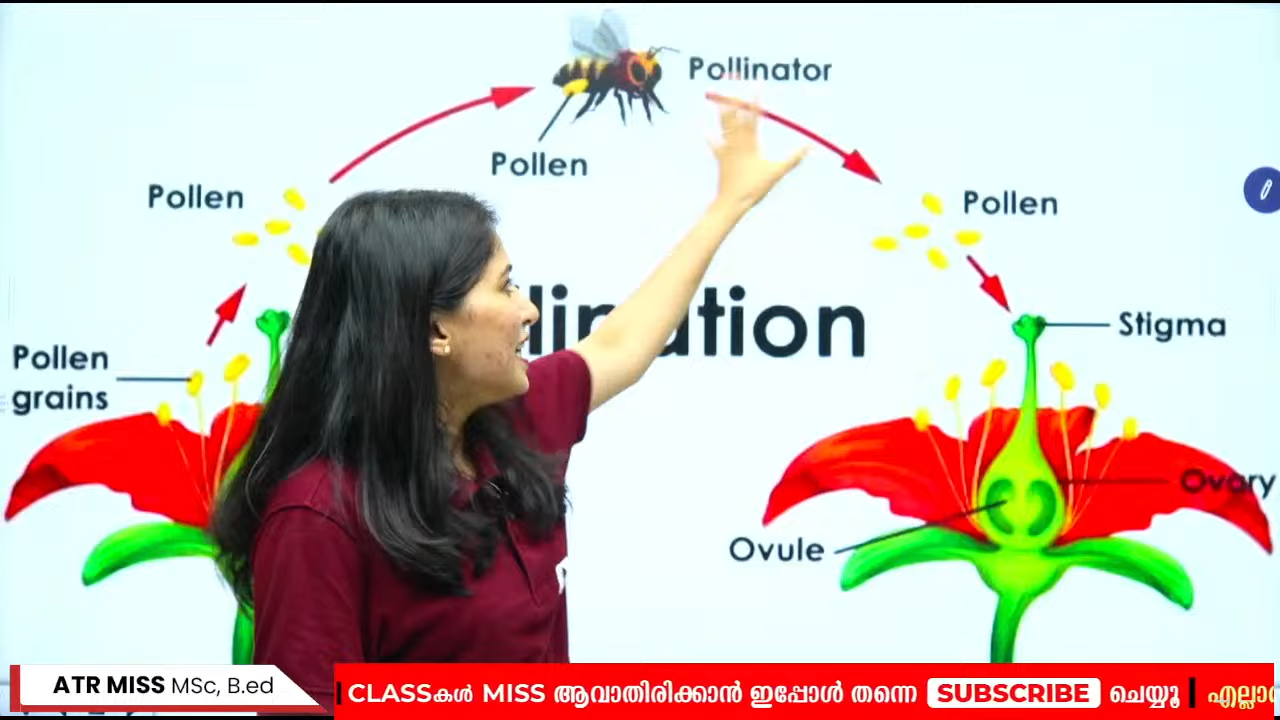 Pollinator
Pollen
Pollen
Pollen
Stigma
Pollen
grains
Ovary
Ovule
ATR MISS MSc, B.ed
CLASSകൾ MISS ആവാതിരിക്കാൻ ഇപ്പോൾ തന്നെ SUBSCRIBE ചെയ്യൂ